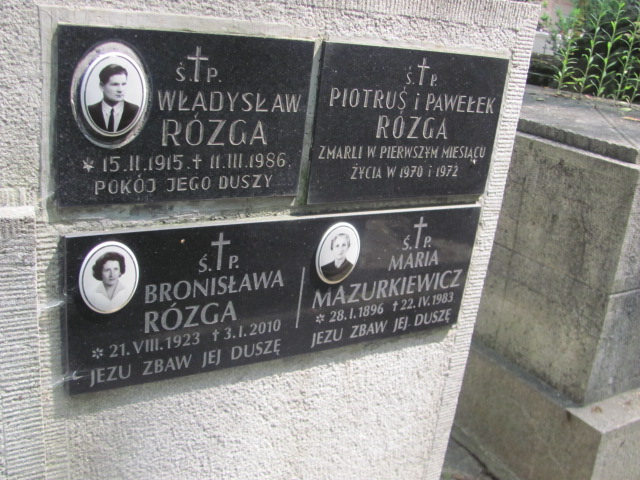 Ś.†P.
WŁADYSŁAW
RÓZGA
* 15.II.1915. † 11.III.1986.
POKÓJ JEGO DUSZY
Ś.†P.
PIOTRUŚ i PAWEŁEK
RÓZGA
ZMARLI W PIERWSZYM MIESIĄCU
ŻYCIA W 1970 i 1972
Ś.†P.
BRONISŁAWA
RÓZGA
* 21.VIII.1923 † 3.I.2010
JEZU ZBAW JEJ DUSZĘ
Ś.†P.
MARIA
MAZURKIEWICZ
* 28.I.1896 † 22.IV.1983
JEZU ZBAW JEJ DUSZĘ